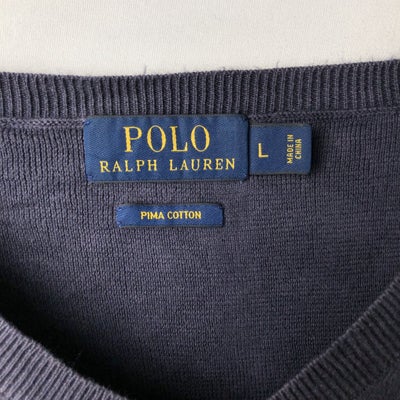 POLO
RALPH LAUREN
L
MADE IN
CHINA
PIMA COTTON